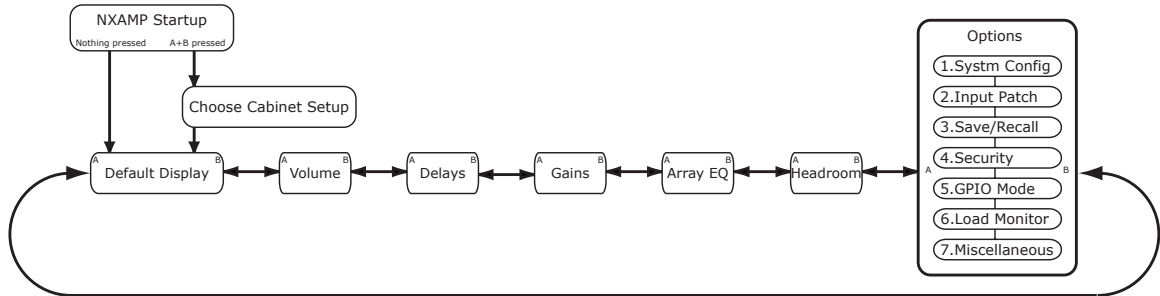 NXAMP Startup
Nothing pressed
A+B pressed
Choose Cabinet Setup
A
Default Display
B
A
Volume
B
A
Delays
B
A
Gains
B
A
Array EQ
B
A
Headroom
B
Options
1.Systm Config
2.Input Patch
3.Save/Recall
4.Security
5.GPIO Mode
6.Load Monitor
7.Miscellaneous
A
B